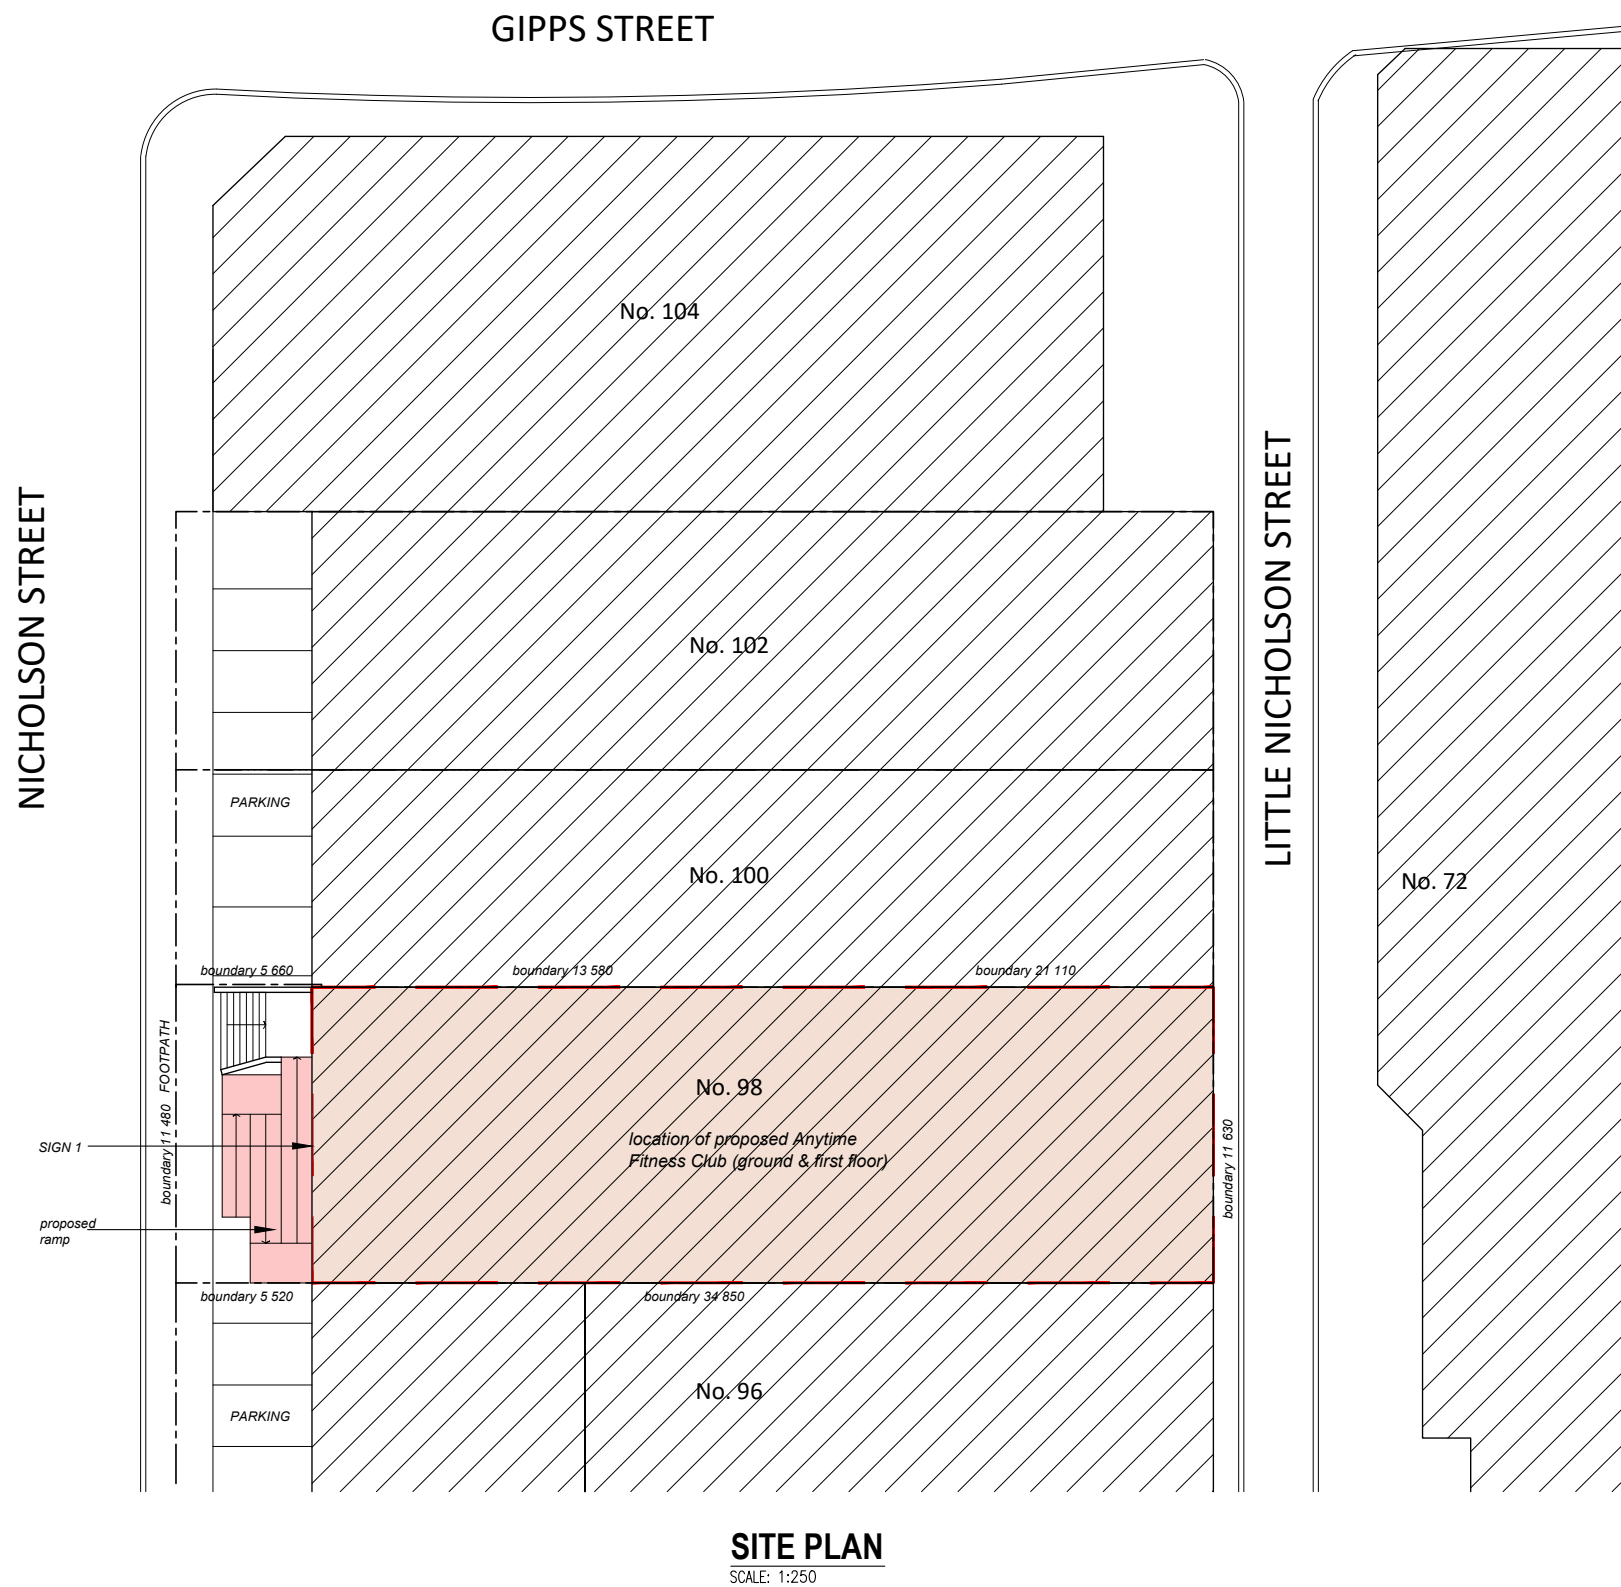 GIPPS STREET
No. 104
NICHOLSON STREET
LITTLE NICHOLSON STREET
No. 102
PARKING
No. 100
No. 72
boundary 5 660
boundary 13 580
boundary 21 110
boundary 11 480 FOOTPATH
No. 98
SIGN 1
location of proposed Anytime
Fitness Club (ground & first floor)
boundary 11 630
proposed
ramp
boundary 5 520
boundary 34 850
No. 96
PARKING
SITE PLAN
SCALE: 1:250